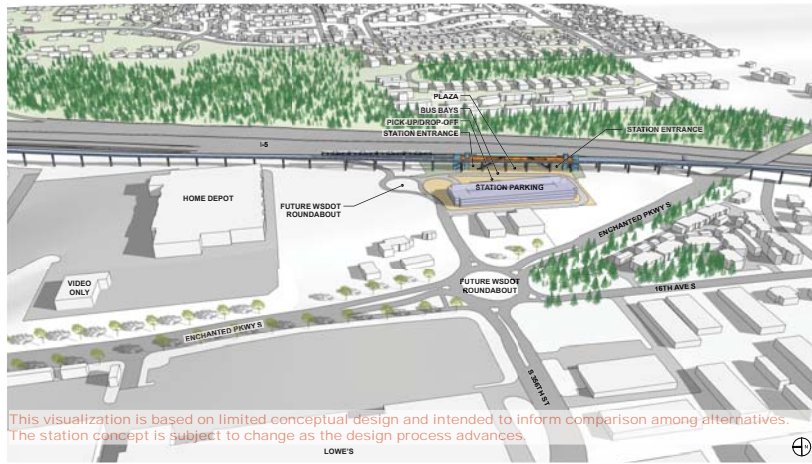 PLAZA
BUS BAYS
PICK-UP/DROP-OFF
STATION ENTRANCE
STATION ENTRANCE
I-5
STATION PARKING
HOME DEPOT
FUTURE WSDOT
ROUNDABOUT
ENCHANTED PKWY S
VIDEO
ONLY
FUTURE WSDOT
ROUNDABOUT
16TH AVE S
ENCHANTED PKWY S
S 356TH ST
This visualization is based on limited conceptual design and intended to inform comparison among alternatives.
The station concept is subject to change as the design process advances.
LOWE'S